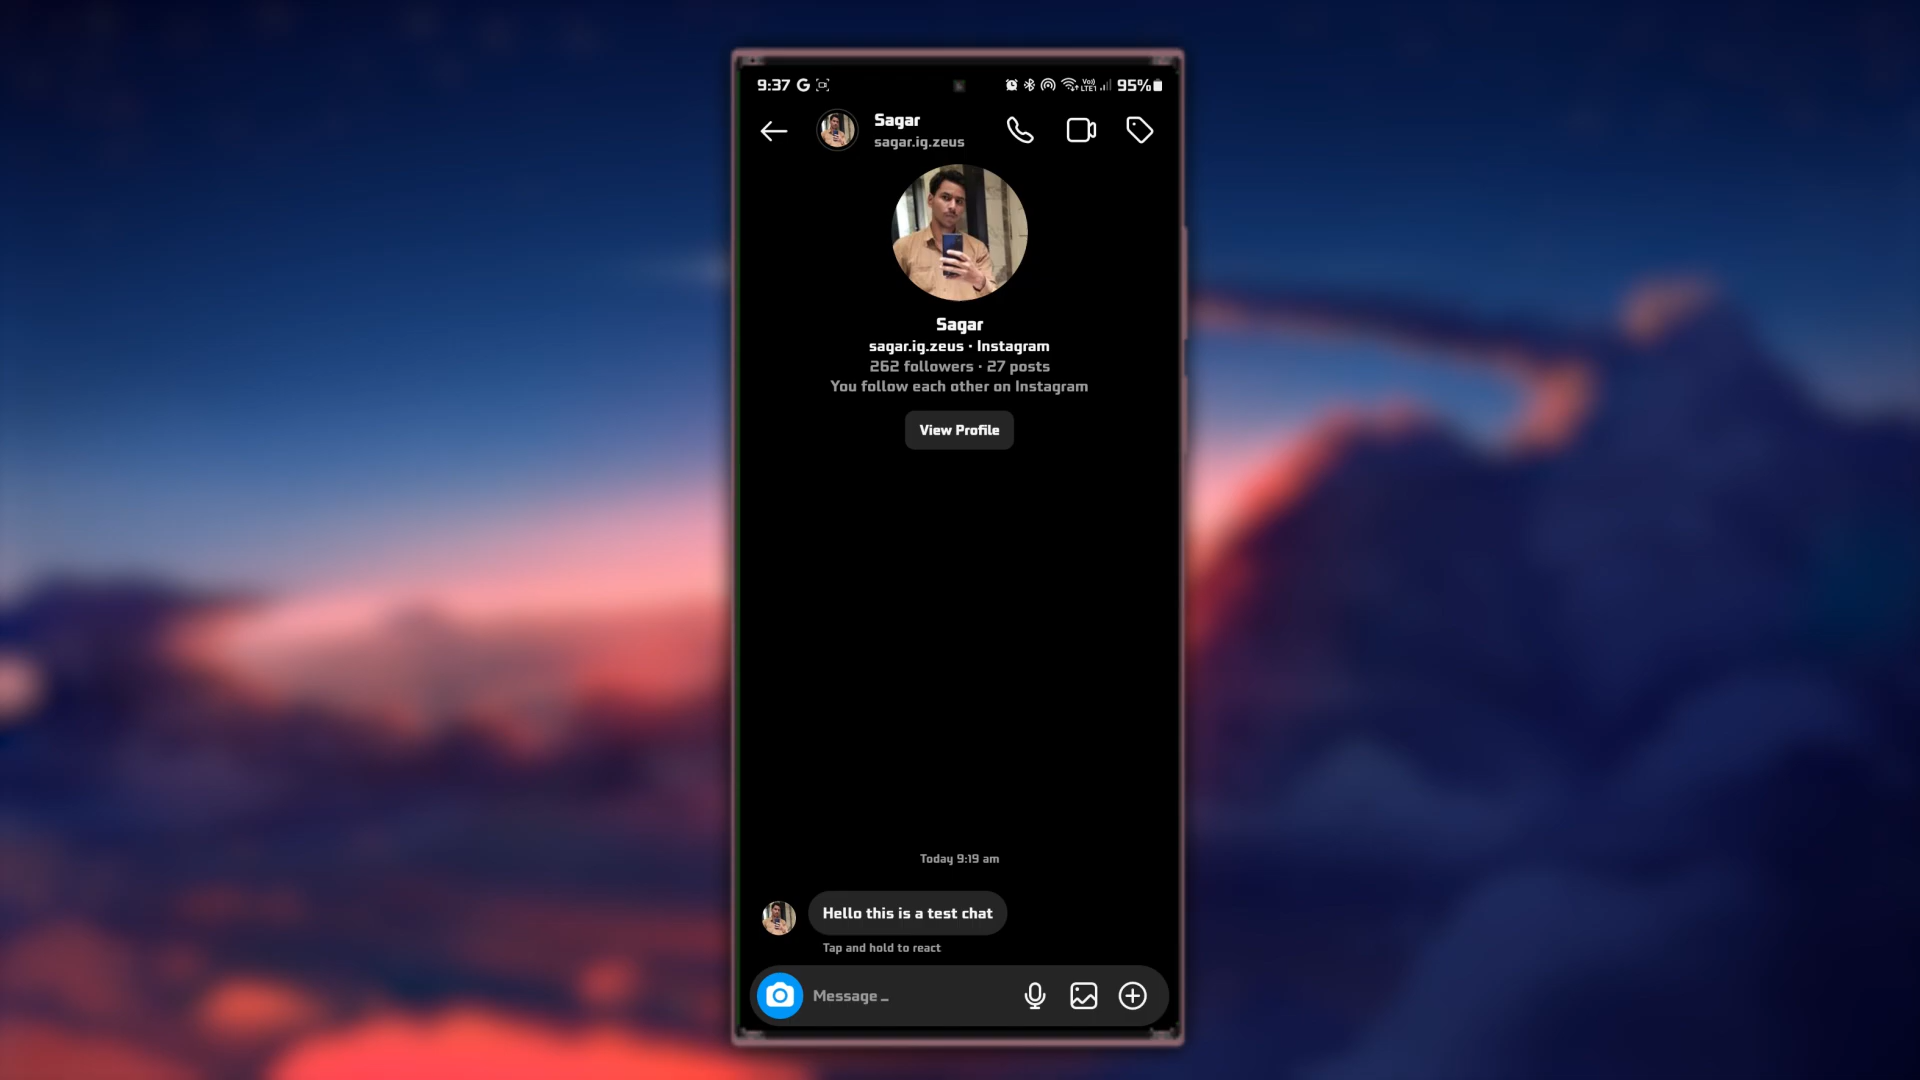 9:37 G Vo)) LTE1 95%
Sagar
sagar.ig.zeus
Sagar
sagar.ig.zeus · Instagram
262 followers · 27 posts
You follow each other on Instagram
View Profile
Today 9:19 am
Hello this is a test chat
Tap and hold to react
Message...